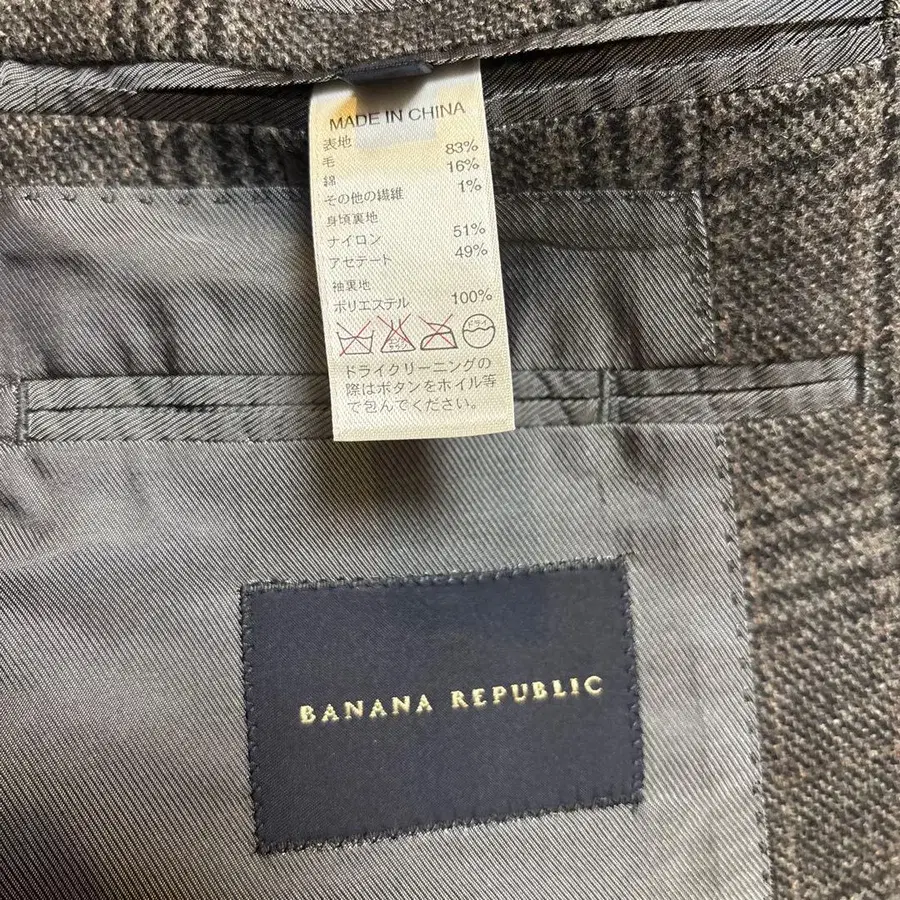 MADE IN CHINA
表地
毛 83%
綿 16%
その他の繊維 1%
身頃裏地
ナイロン 51%
アセテート 49%
袖裏地
ポリエステル 100%
ドライ
ドライクリーニングの
際はボタンをホイル等
で包んでください。
BANANA REPUBLIC